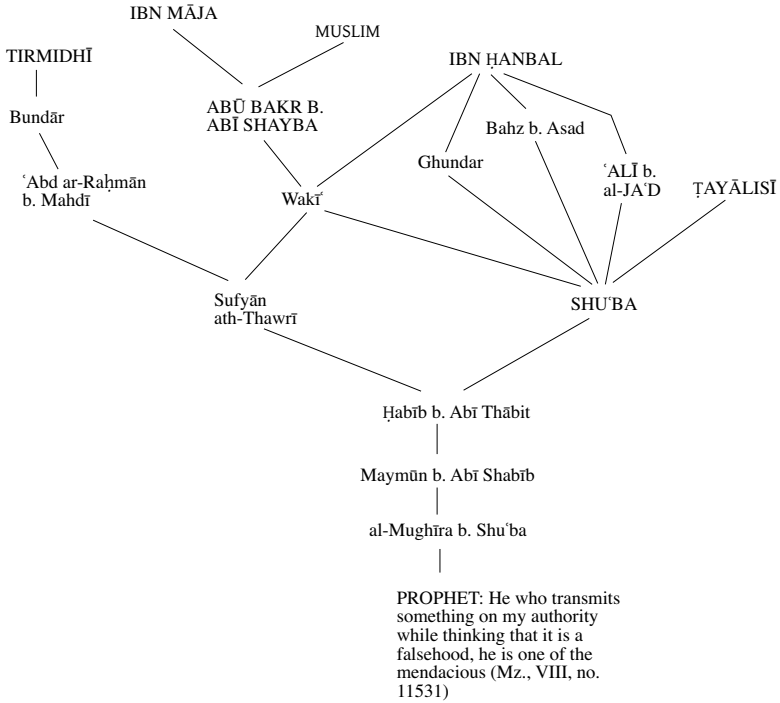 IBN MĀJA
MUSLIM
TIRMIDHĪ
IBN ḤANBAL
Bundār
ABŪ BAKR B.
ABĪ SHAYBA
Bahz b. Asad
Ghundar
ʿAbd ar-Raḥmān
b. Mahdī
Wakīʿ
ʿALĪ b.
al-JAʿD
ṬAYĀLISĪ
Sufyān
ath-Thawrī
SHUʿBA
Ḥabīb b. Abī Thābit
Maymūn b. Abī Shabīb
al-Mughīra b. Shuʿba
PROPHET: He who transmits
something on my authority
while thinking that it is a
falsehood, he is one of the
mendacious (Mz., VIII, no.
11531)